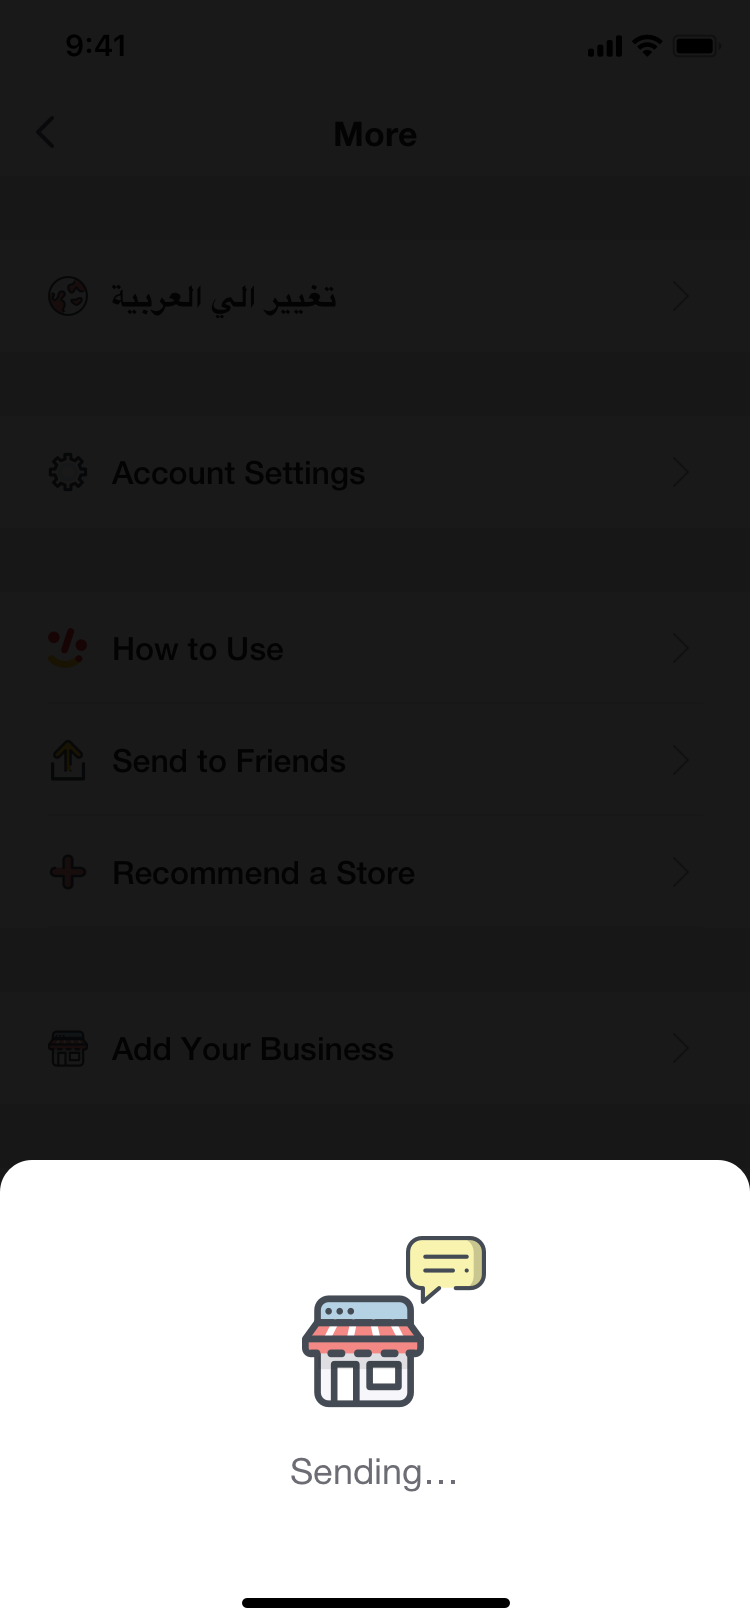 9:41
More
تغيير الي العربية
Account Settings
How to Use
Send to Friends
Recommend a Store
Add Your Business
Sending...